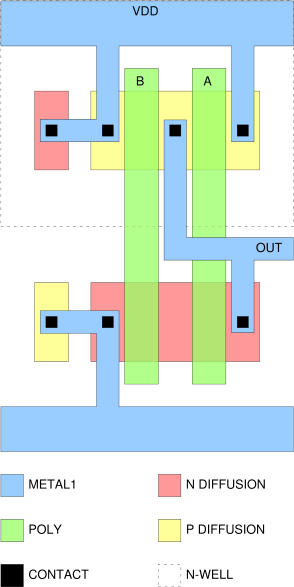 VDD
B A
OUT
METAL1 N DIFFUSION
POLY P DIFFUSION
CONTACT N-WELL